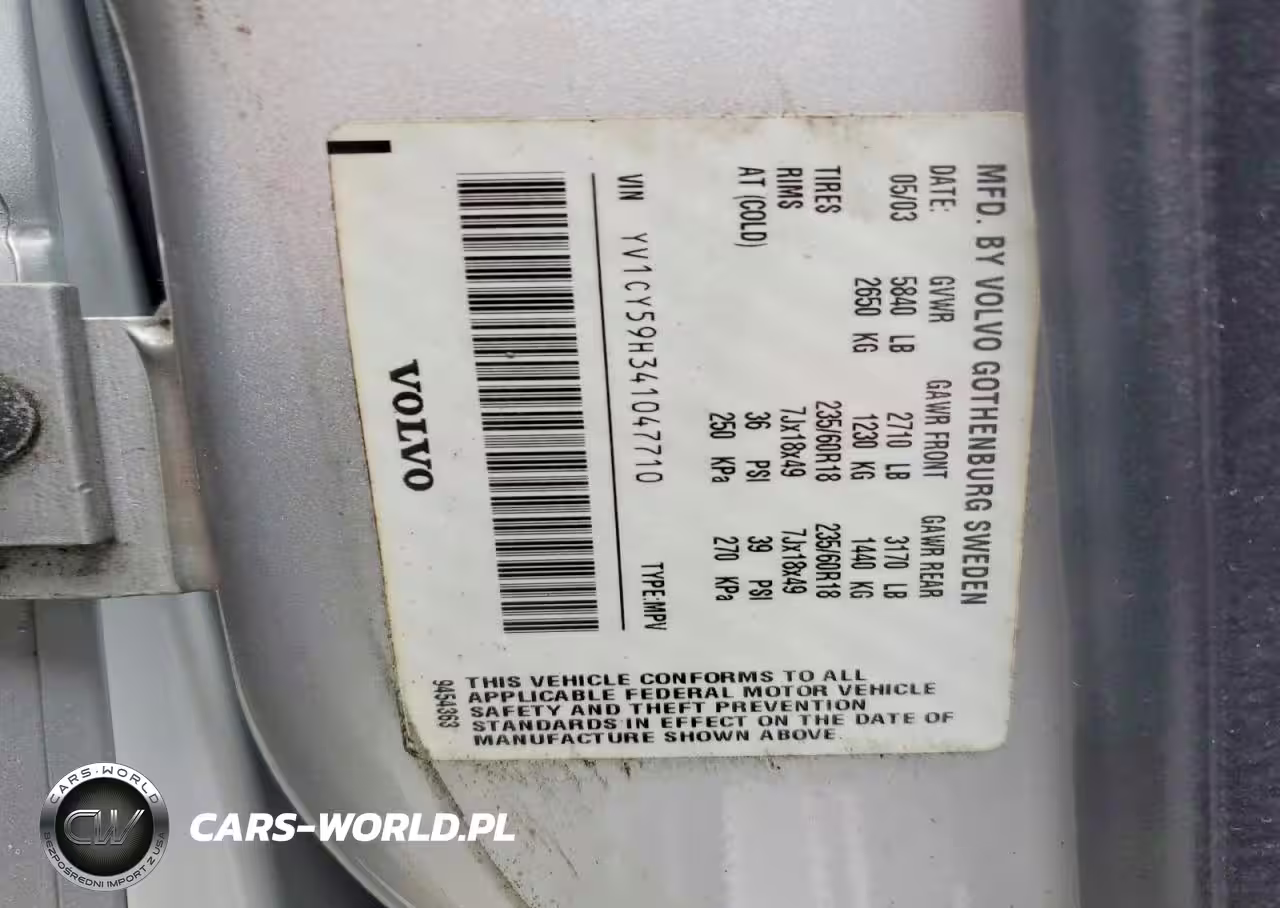 MFD. BY VOLVO GOTHENBURG SWEDEN
DATE: GVWR GAWR FRONT GAWR REAR
05/03 5840 LB 2710 LB 3170 LB
2650 KG 1230 KG 1440 KG
TIRES 235/60R18 235/60R18
RIMS 7Jx18x49 7Jx18x49
AT (COLD) 36 PSI 39 PSI
250 KPa 270 KPa
VIN YV1CY59H341047710 TYPE:MPV
VOLVO
THIS VEHICLE CONFORMS TO ALL
APPLICABLE FEDERAL MOTOR VEHICLE
SAFETY AND THEFT PREVENTION
STANDARDS IN EFFECT ON THE DATE OF
MANUFACTURE SHOWN ABOVE.
9454363
CARS-WORLD
CW
BEZPOŚREDNI IMPORT Z USA
CARS-WORLD.PL